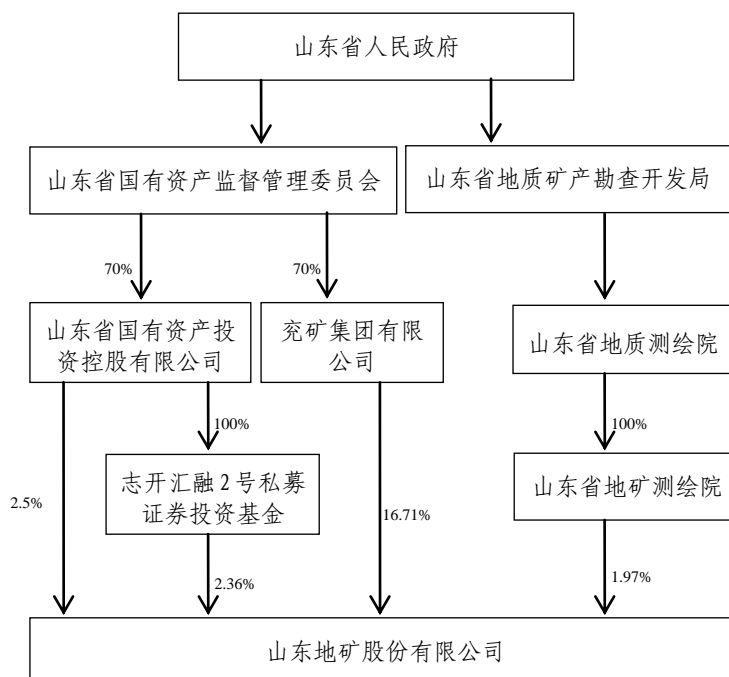 山东省人民政府
山东省国有资产监督管理委员会
山东省地质矿产勘查开发局
70%
70%
山东省国有资产投
资控股有限公司
兖矿集团有限
公司
山东省地质测绘院
100%
100%
志开汇融2号私募
证券投资基金
山东省地矿测绘院
2.5%
16.71%
2.36%
1.97%
山东地矿股份有限公司